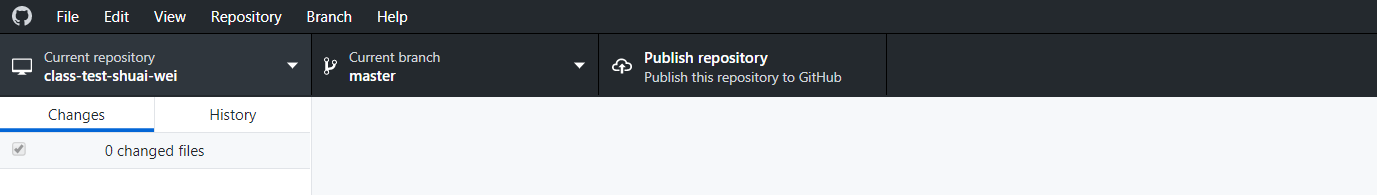 File Edit View Repository Branch Help
Current repository
class-test-shuai-wei
Current branch
master
Publish repository
Publish this repository to GitHub
Changes History
0 changed files